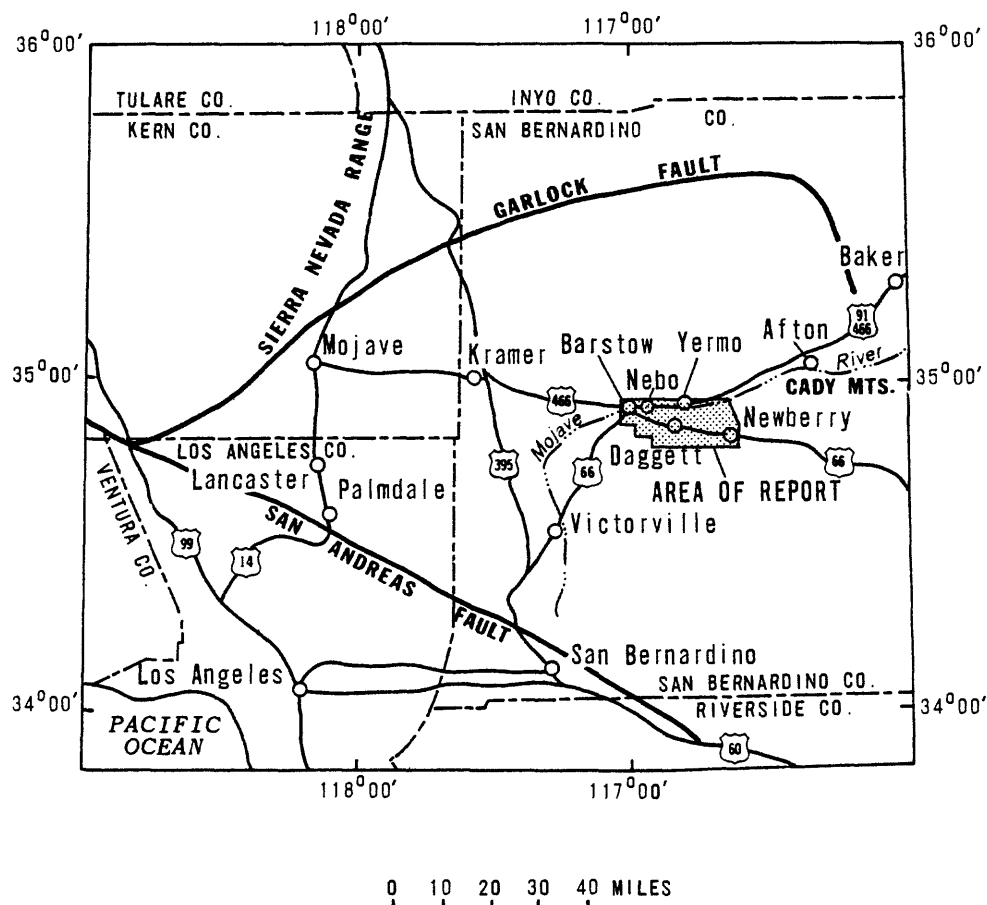 118°00'
117°00'
36°00'
36°00'
TULARE CO.
KERN CO.
INYO CO.
SAN BERNARDINO
CO.
SIERRA NEVADA RANGE
GARLOCK FAULT
Baker
91
466
Afton
River
Mojave
Kramer
Barstow
Yermo
Nebo
35°00'
35°00'
CADY MTS.
466
Newberry
Mojave
Daggett
LOS ANGELES CO.
Lancaster
Palmdale
395
66
66
AREA OF REPORT
VENTURA CO.
SAN ANDREAS FAULT
Victorville
99
14
Los Angeles
San Bernardino
SAN BERNARDINO CO.
RIVERSIDE CO.
34°00'
34°00'
PACIFIC
OCEAN
60
118°00'
117°00'
0 10 20 30 40 MILES